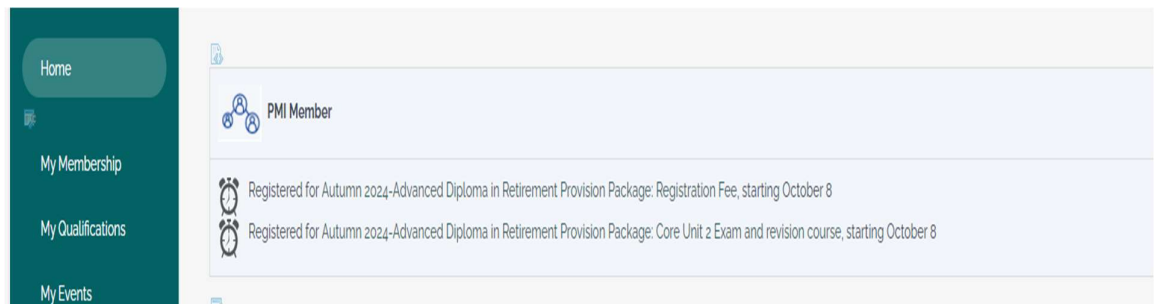 Home
My Membership
My Qualifications
My Events
PMI Member
Registered for Autumn 2024-Advanced Diploma in Retirement Provision Package: Registration Fee, starting October 8
Registered for Autumn 2024-Advanced Diploma in Retirement Provision Package: Core Unit 2 Exam and revision course, starting October 8